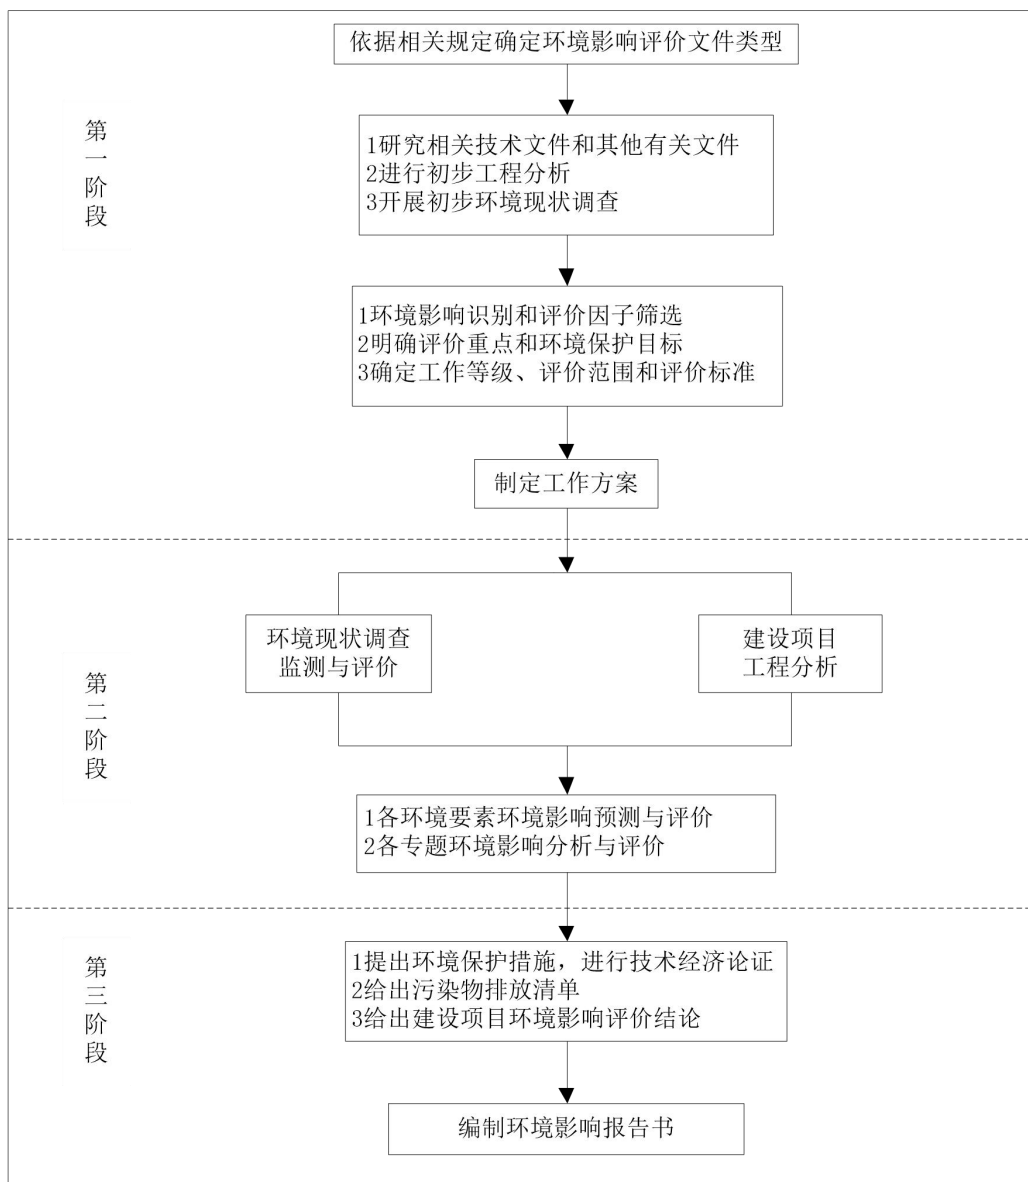 依据相关规定确定环境影响评价文件类型
第一阶段
1研究相关技术文件和其他有关文件
2进行初步工程分析
3开展初步环境现状调查
1环境影响识别和评价因子筛选
2明确评价重点和环境保护目标
3确定工作等级、评价范围和评价标准
制定工作方案
第二阶段
环境现状调查
监测与评价
建设项目
工程分析
1各环境要素环境影响预测与评价
2各专题环境影响分析与评价
第三阶段
1提出环境保护措施，进行技术经济论证
2给出污染物排放清单
3给出建设项目环境影响评价结论
编制环境影响报告书